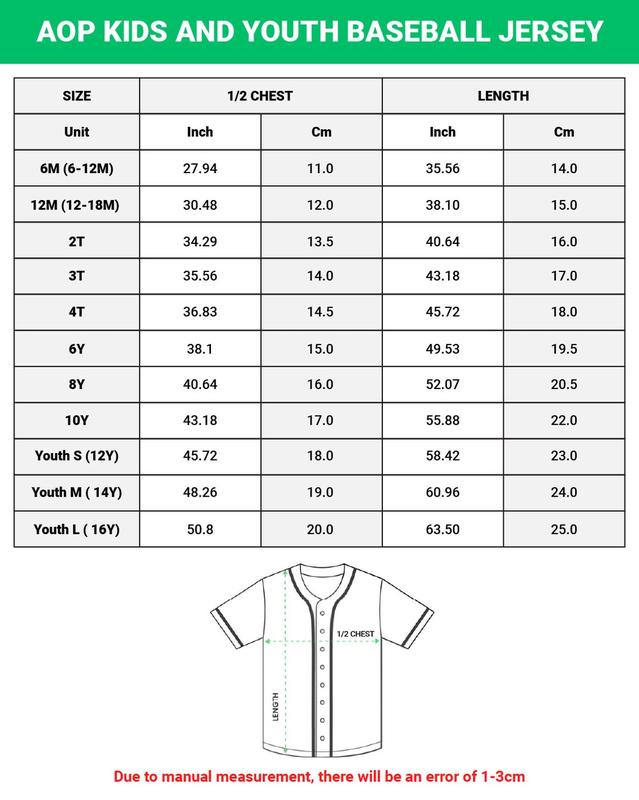 AOP KIDS AND YOUTH BASEBALL JERSEY
SIZE 1/2 CHEST LENGTH
Unit Inch Cm Inch Cm
6M (6-12M) 27.94 11.0 35.56 14.0
12M (12-18M) 30.48 12.0 38.10 15.0
2T 34.29 13.5 40.64 16.0
3T 35.56 14.0 43.18 17.0
4T 36.83 14.5 45.72 18.0
6Y 38.1 15.0 49.53 19.5
8Y 40.64 16.0 52.07 20.5
10Y 43.18 17.0 55.88 22.0
Youth S (12Y) 45.72 18.0 58.42 23.0
Youth M ( 14Y) 48.26 19.0 60.96 24.0
Youth L ( 16Y) 50.8 20.0 63.50 25.0
1/2 CHEST
LENGTH
Due to manual measurement, there will be an error of 1-3cm